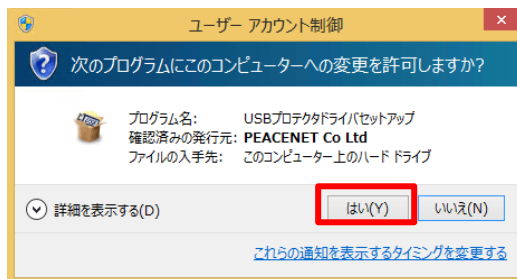 ユーザー アカウント制御
次のプログラムにこのコンピューターへの変更を許可しますか?
プログラム名: USBプロテクタドライバセットアップ
確認済みの発行元: PEACENET Co Ltd
ファイルの入手先: このコンピューター上のハード ドライブ
詳細を表示する(D) はい(Y) いいえ(N)
これらの通知を表示するタイミングを変更する